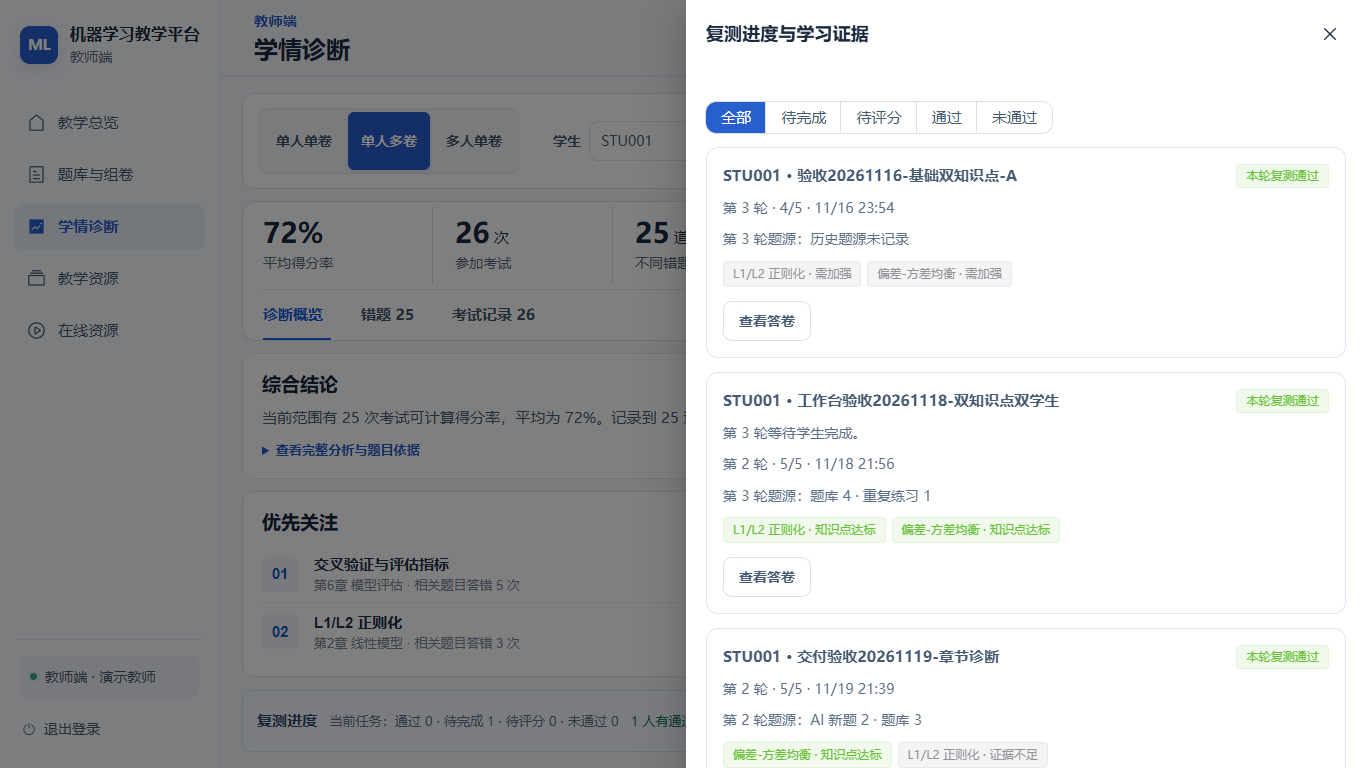 ML
机器学习教学平台
教师端
教学总览
题库与组卷
学情诊断
教学资源
在线资源
教师端 · 演示教师
退出登录
教师端
学情诊断
单人单卷
单人多卷
多人单卷
学生
STU001
72%
平均得分率
26 次
参加考试
25 道
不同错题
诊断概览
错题 25
考试记录 26
综合结论
当前范围有 25 次考试可计算得分率，平均为 72%。记录到 25
查看完整分析与题目依据
优先关注
01
交叉验证与评估指标
第6章 模型评估 · 相关题目答错 5 次
02
L1/L2 正则化
第2章 线性模型 · 相关题目答错 3 次
复测进度 当前任务：通过 0 · 待完成 1 · 待评分 0 · 未通过 0 1 人有通过
复测进度与学习证据
全部
待完成
待评分
通过
未通过
STU001 · 验收20261116-基础双知识点-A
本轮复测通过
第 3 轮 · 4/5 · 11/16 23:54
第 3 轮题源：历史题源未记录
L1/L2 正则化 · 需加强
偏差-方差均衡 · 需加强
查看答卷
STU001 · 工作台验收20261118-双知识点双学生
本轮复测通过
第 3 轮等待学生完成。
第 2 轮 · 5/5 · 11/18 21:56
第 3 轮题源：题库 4 · 重复练习 1
L1/L2 正则化 · 知识点达标
偏差-方差均衡 · 知识点达标
查看答卷
STU001 · 交付验收20261119-章节诊断
本轮复测通过
第 2 轮 · 5/5 · 11/19 21:39
第 2 轮题源：AI 新题 2 · 题库 3
偏差-方差均衡 · 知识点达标
L1/L2 正则化 · 证据不足